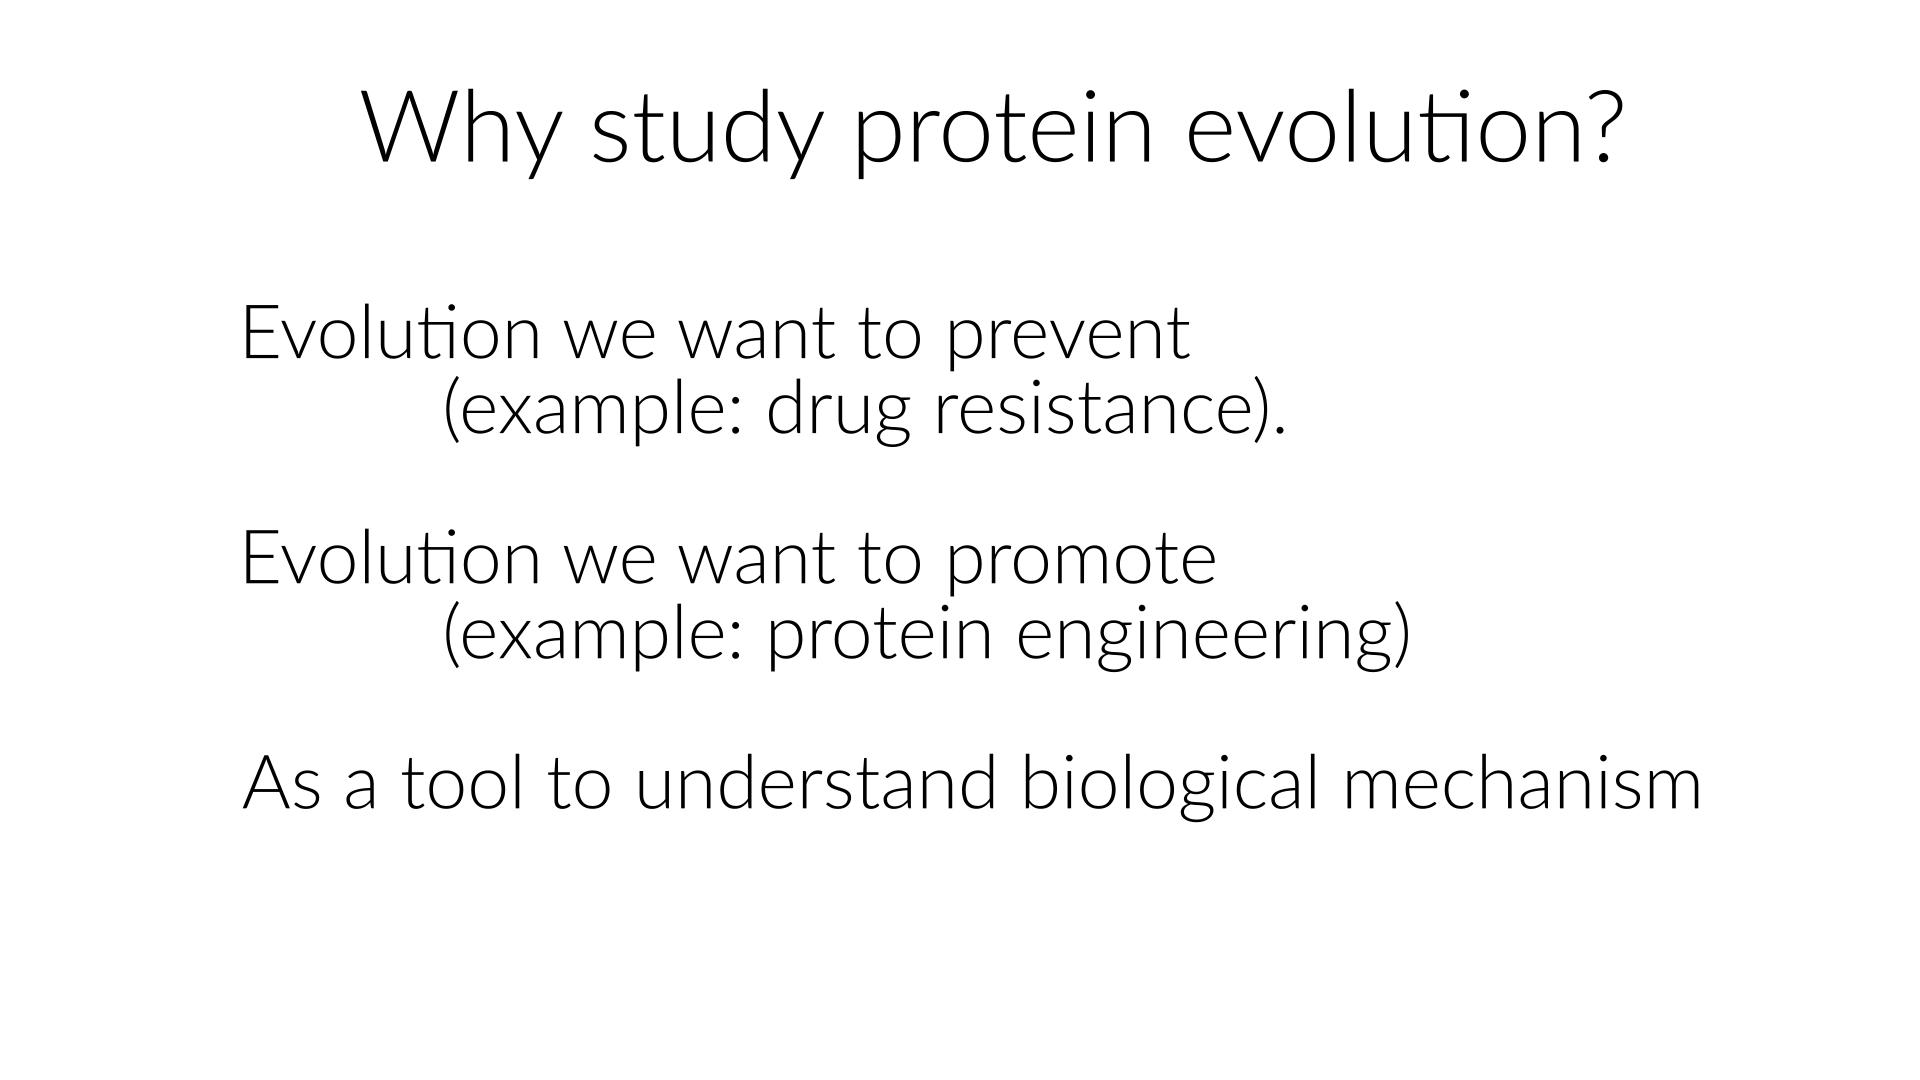 Why study protein evolution?
Evolution we want to prevent
(example: drug resistance).
Evolution we want to promote
(example: protein engineering)
As a tool to understand biological mechanism